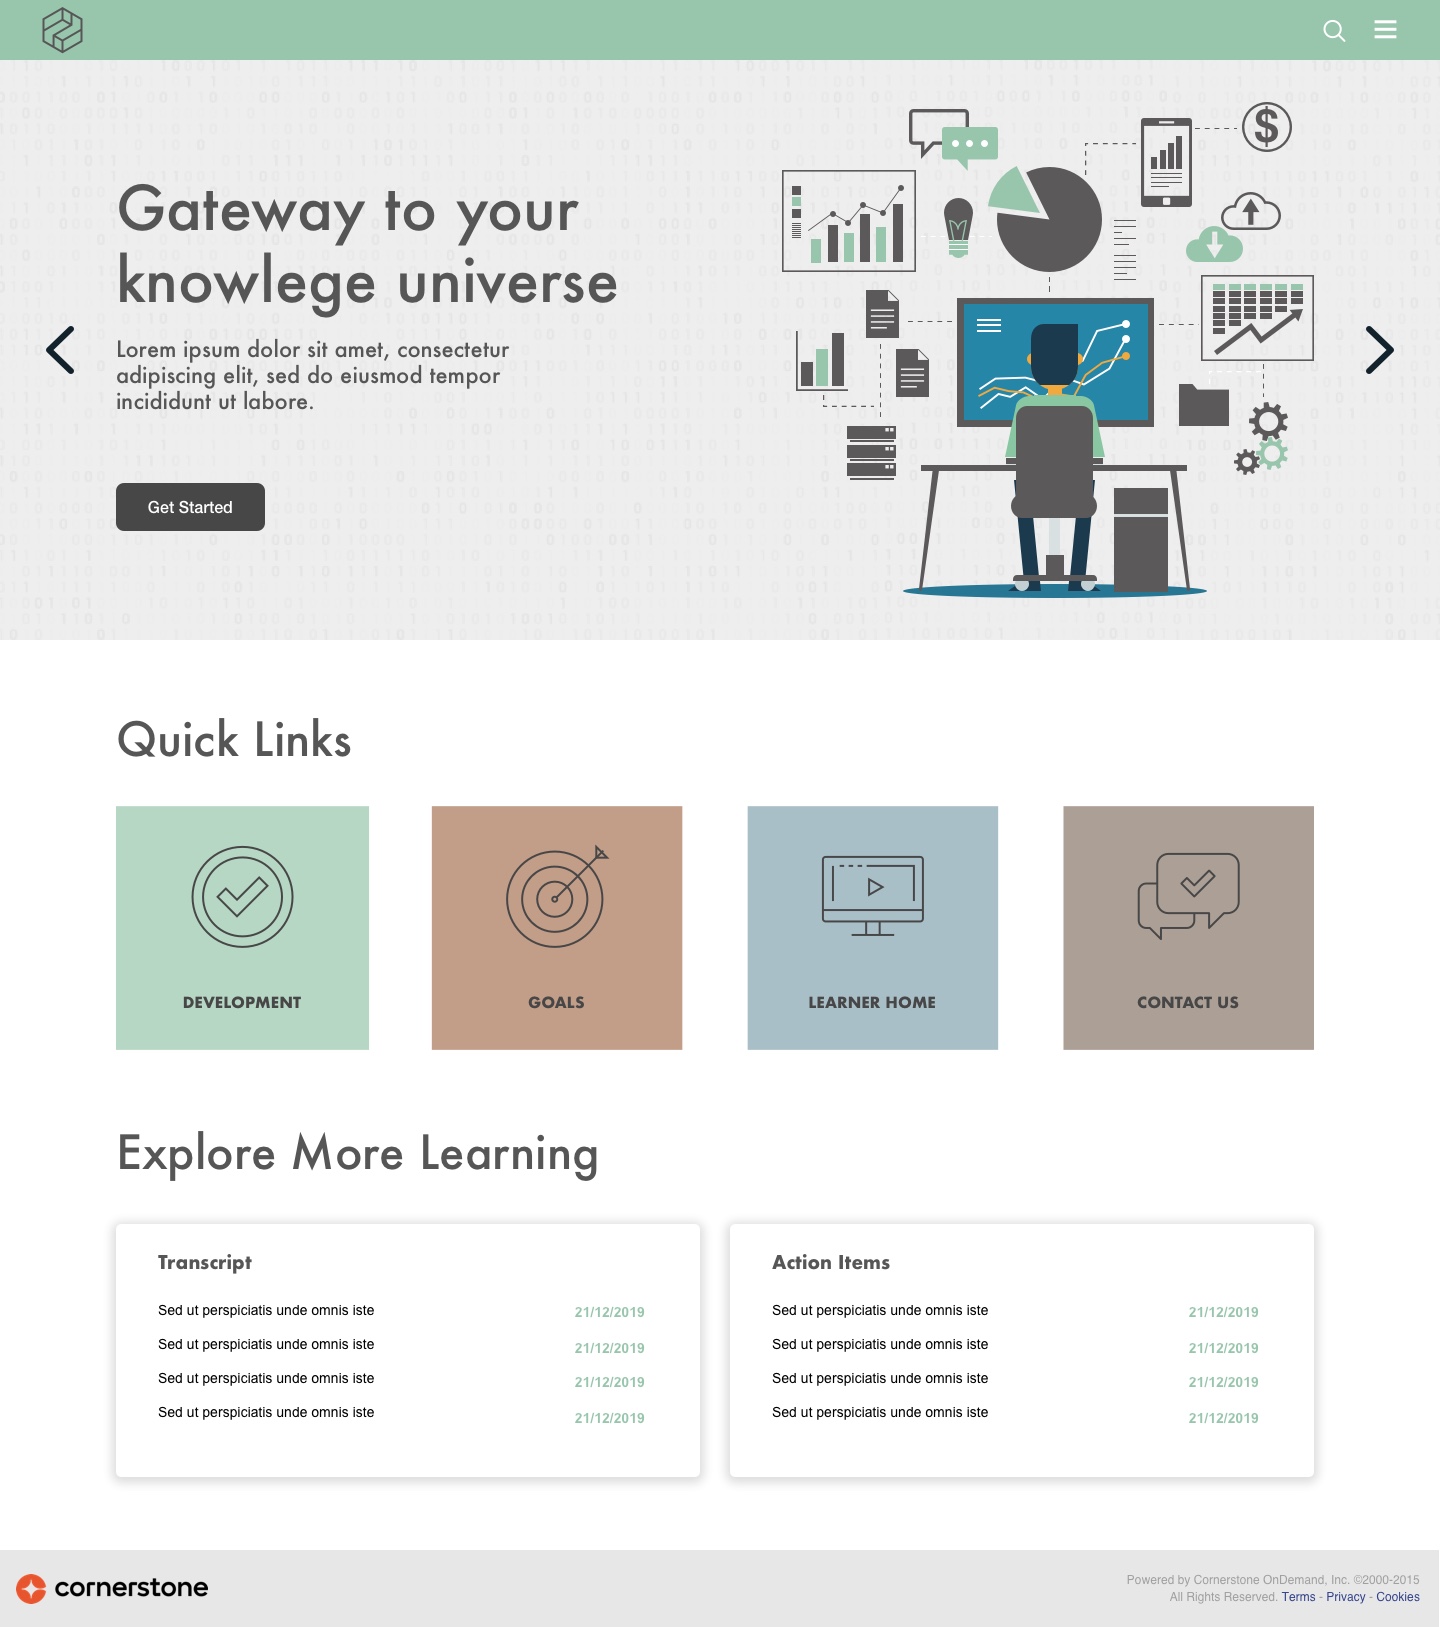 Gateway to your
knowlege universe
Lorem ipsum dolor sit amet, consectetur
adipiscing elit, sed do eiusmod tempor
incididunt ut labore.
Get Started
$
Quick Links
DEVELOPMENT
GOALS
LEARNER HOME
CONTACT US
Explore More Learning
Transcript
Sed ut perspiciatis unde omnis iste 21/12/2019
Sed ut perspiciatis unde omnis iste 21/12/2019
Sed ut perspiciatis unde omnis iste 21/12/2019
Sed ut perspiciatis unde omnis iste 21/12/2019
Action Items
Sed ut perspiciatis unde omnis iste 21/12/2019
Sed ut perspiciatis unde omnis iste 21/12/2019
Sed ut perspiciatis unde omnis iste 21/12/2019
Sed ut perspiciatis unde omnis iste 21/12/2019
cornerstone
Powered by Cornerstone OnDemand, Inc. ©2000-2015
All Rights Reserved. Terms - Privacy - Cookies